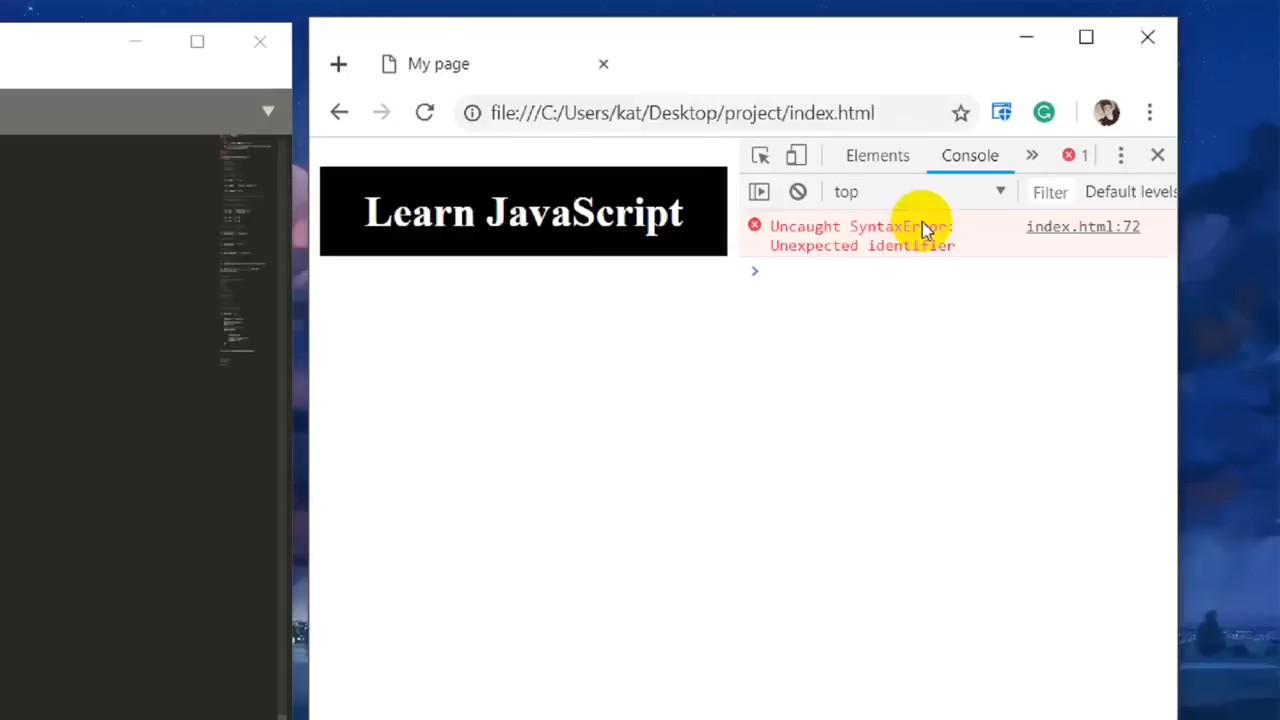 My page
file:///C:/Users/kat/Desktop/project/index.html
Elements Console » 1
top Filter Default levels
Learn JavaScript
Uncaught SyntaxError: index.html:72
Unexpected identifier